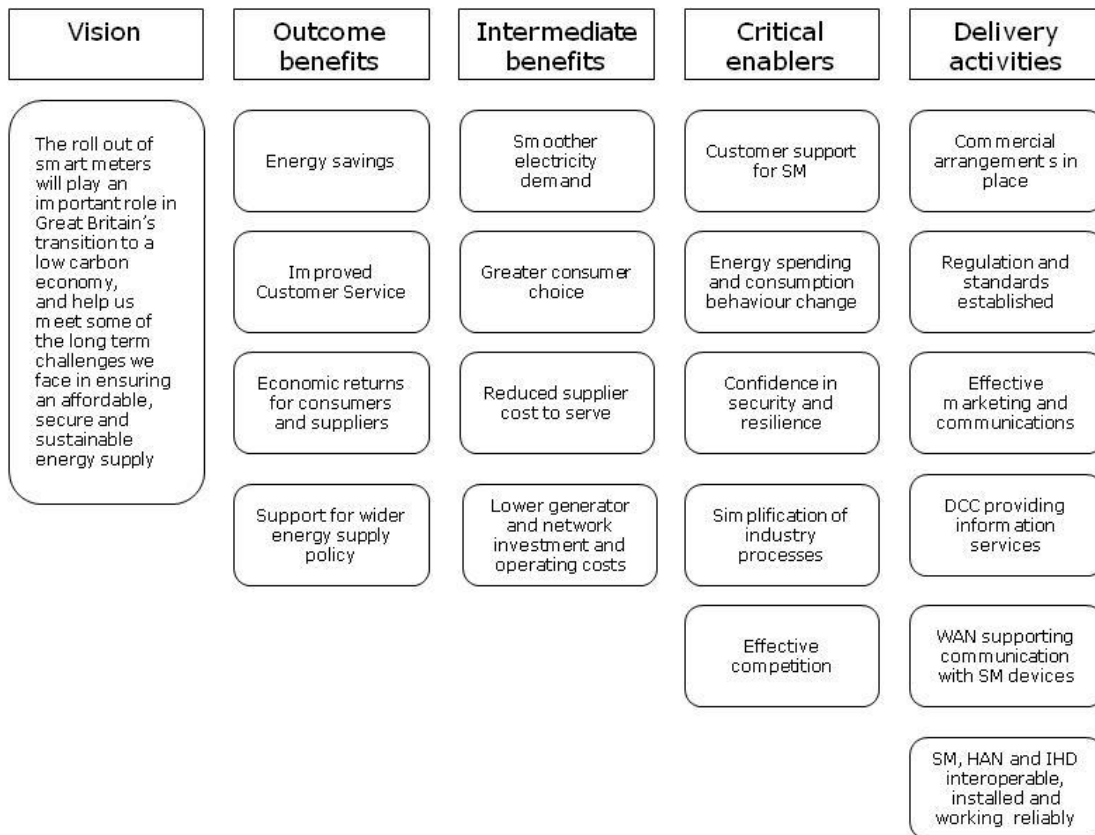 Vision
The roll out of
smart meters
will play an
important role in
Great Britain's
transition to a
low carbon
economy,
and help us
meet some of
the long term
challenges we
face in ensuring
an affordable,
secure and
sustainable
energy supply
Outcome
benefits
Energy savings
Improved
Customer Service
Economic returns
for consumers
and suppliers
Support for wider
energy supply
policy
Intermediate
benefits
Smoother
electricity
demand
Greater consumer
choice
Reduced supplier
cost to serve
Lower generator
and network
investment and
operating costs
Critical
enablers
Customer support
for SM
Energy spending
and consumption
behaviour change
Confidence in
security and
resilience
Simplification of
industry
processes
Effective
competition
Delivery
activities
Commercial
arrangements in
place
Regulation and
standards
established
Effective
marketing and
communications
DCC providing
information
services
WAN supporting
communication
with SM devices
SM, HAN and IHD
interoperable,
installed and
working reliably